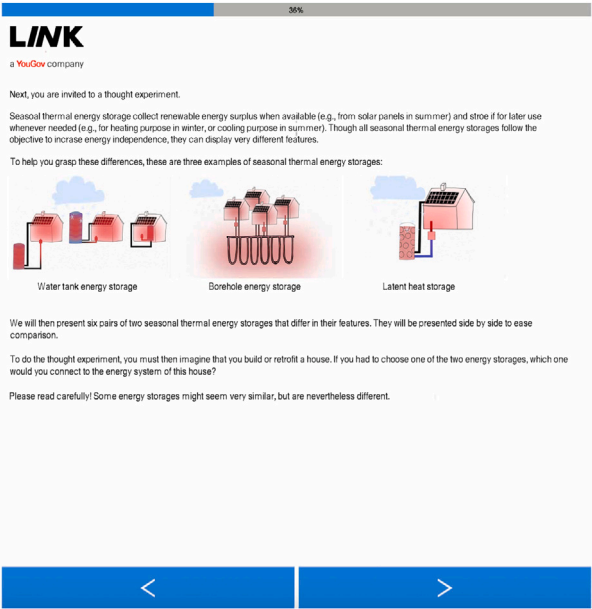 36%
LINK
a YouGov company
Next, you are invited to a thought experiment.
Seasoal thermal energy storage collect renewable energy surplus when available (e.g., from solar panels in summer) and stroe if for later use
whenever needed (e.g., for heating purpose in winter, or cooling purpose in summer). Though all seasonal thermal energy storages follow the
objective to incrase energy independence, they can display very different features.
To help you grasp these differences, these are three examples of seasonal thermal energy storages:
Water tank energy storage
Borehole energy storage
Latent heat storage
We will then present six pairs of two seasonal thermal energy storages that differ in their features. They will be presented side by side to ease
comparison.
To do the thought experiment, you must then imagine that you build or retrofit a house. If you had to choose one of the two energy storages, which one
would you connect to the energy system of this house?
Please read carefully! Some energy storages might seem very similar, but are nevertheless different.